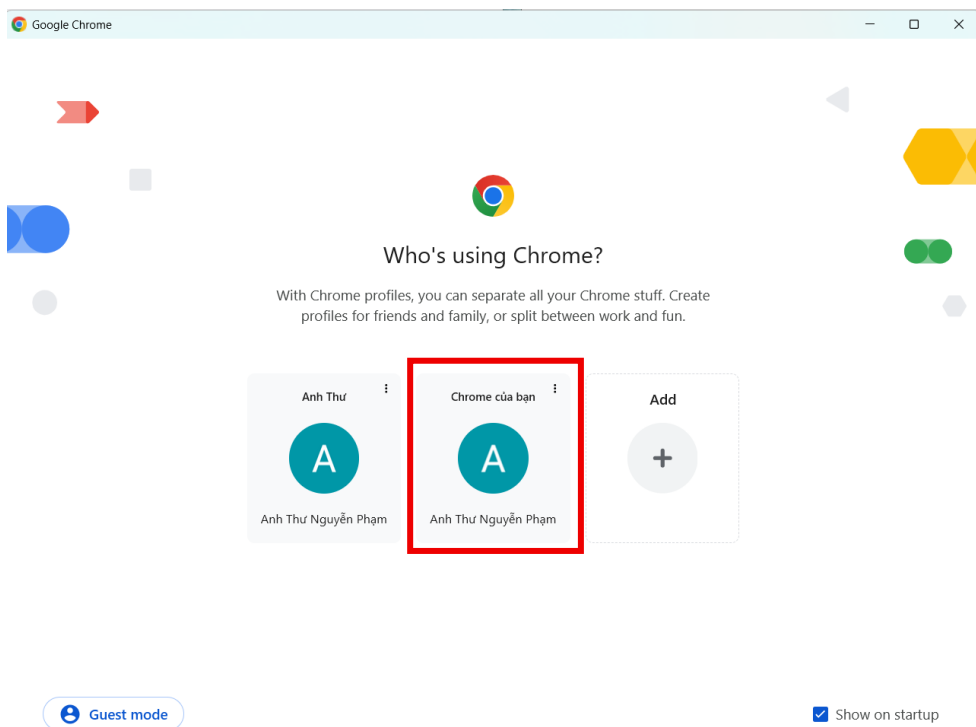 Google Chrome
Who's using Chrome?
With Chrome profiles, you can separate all your Chrome stuff. Create
profiles for friends and family, or split between work and fun.
Anh Thư
A
Anh Thư Nguyễn Phạm
Chrome của bạn
A
Anh Thư Nguyễn Phạm
Add
Guest mode
Show on startup